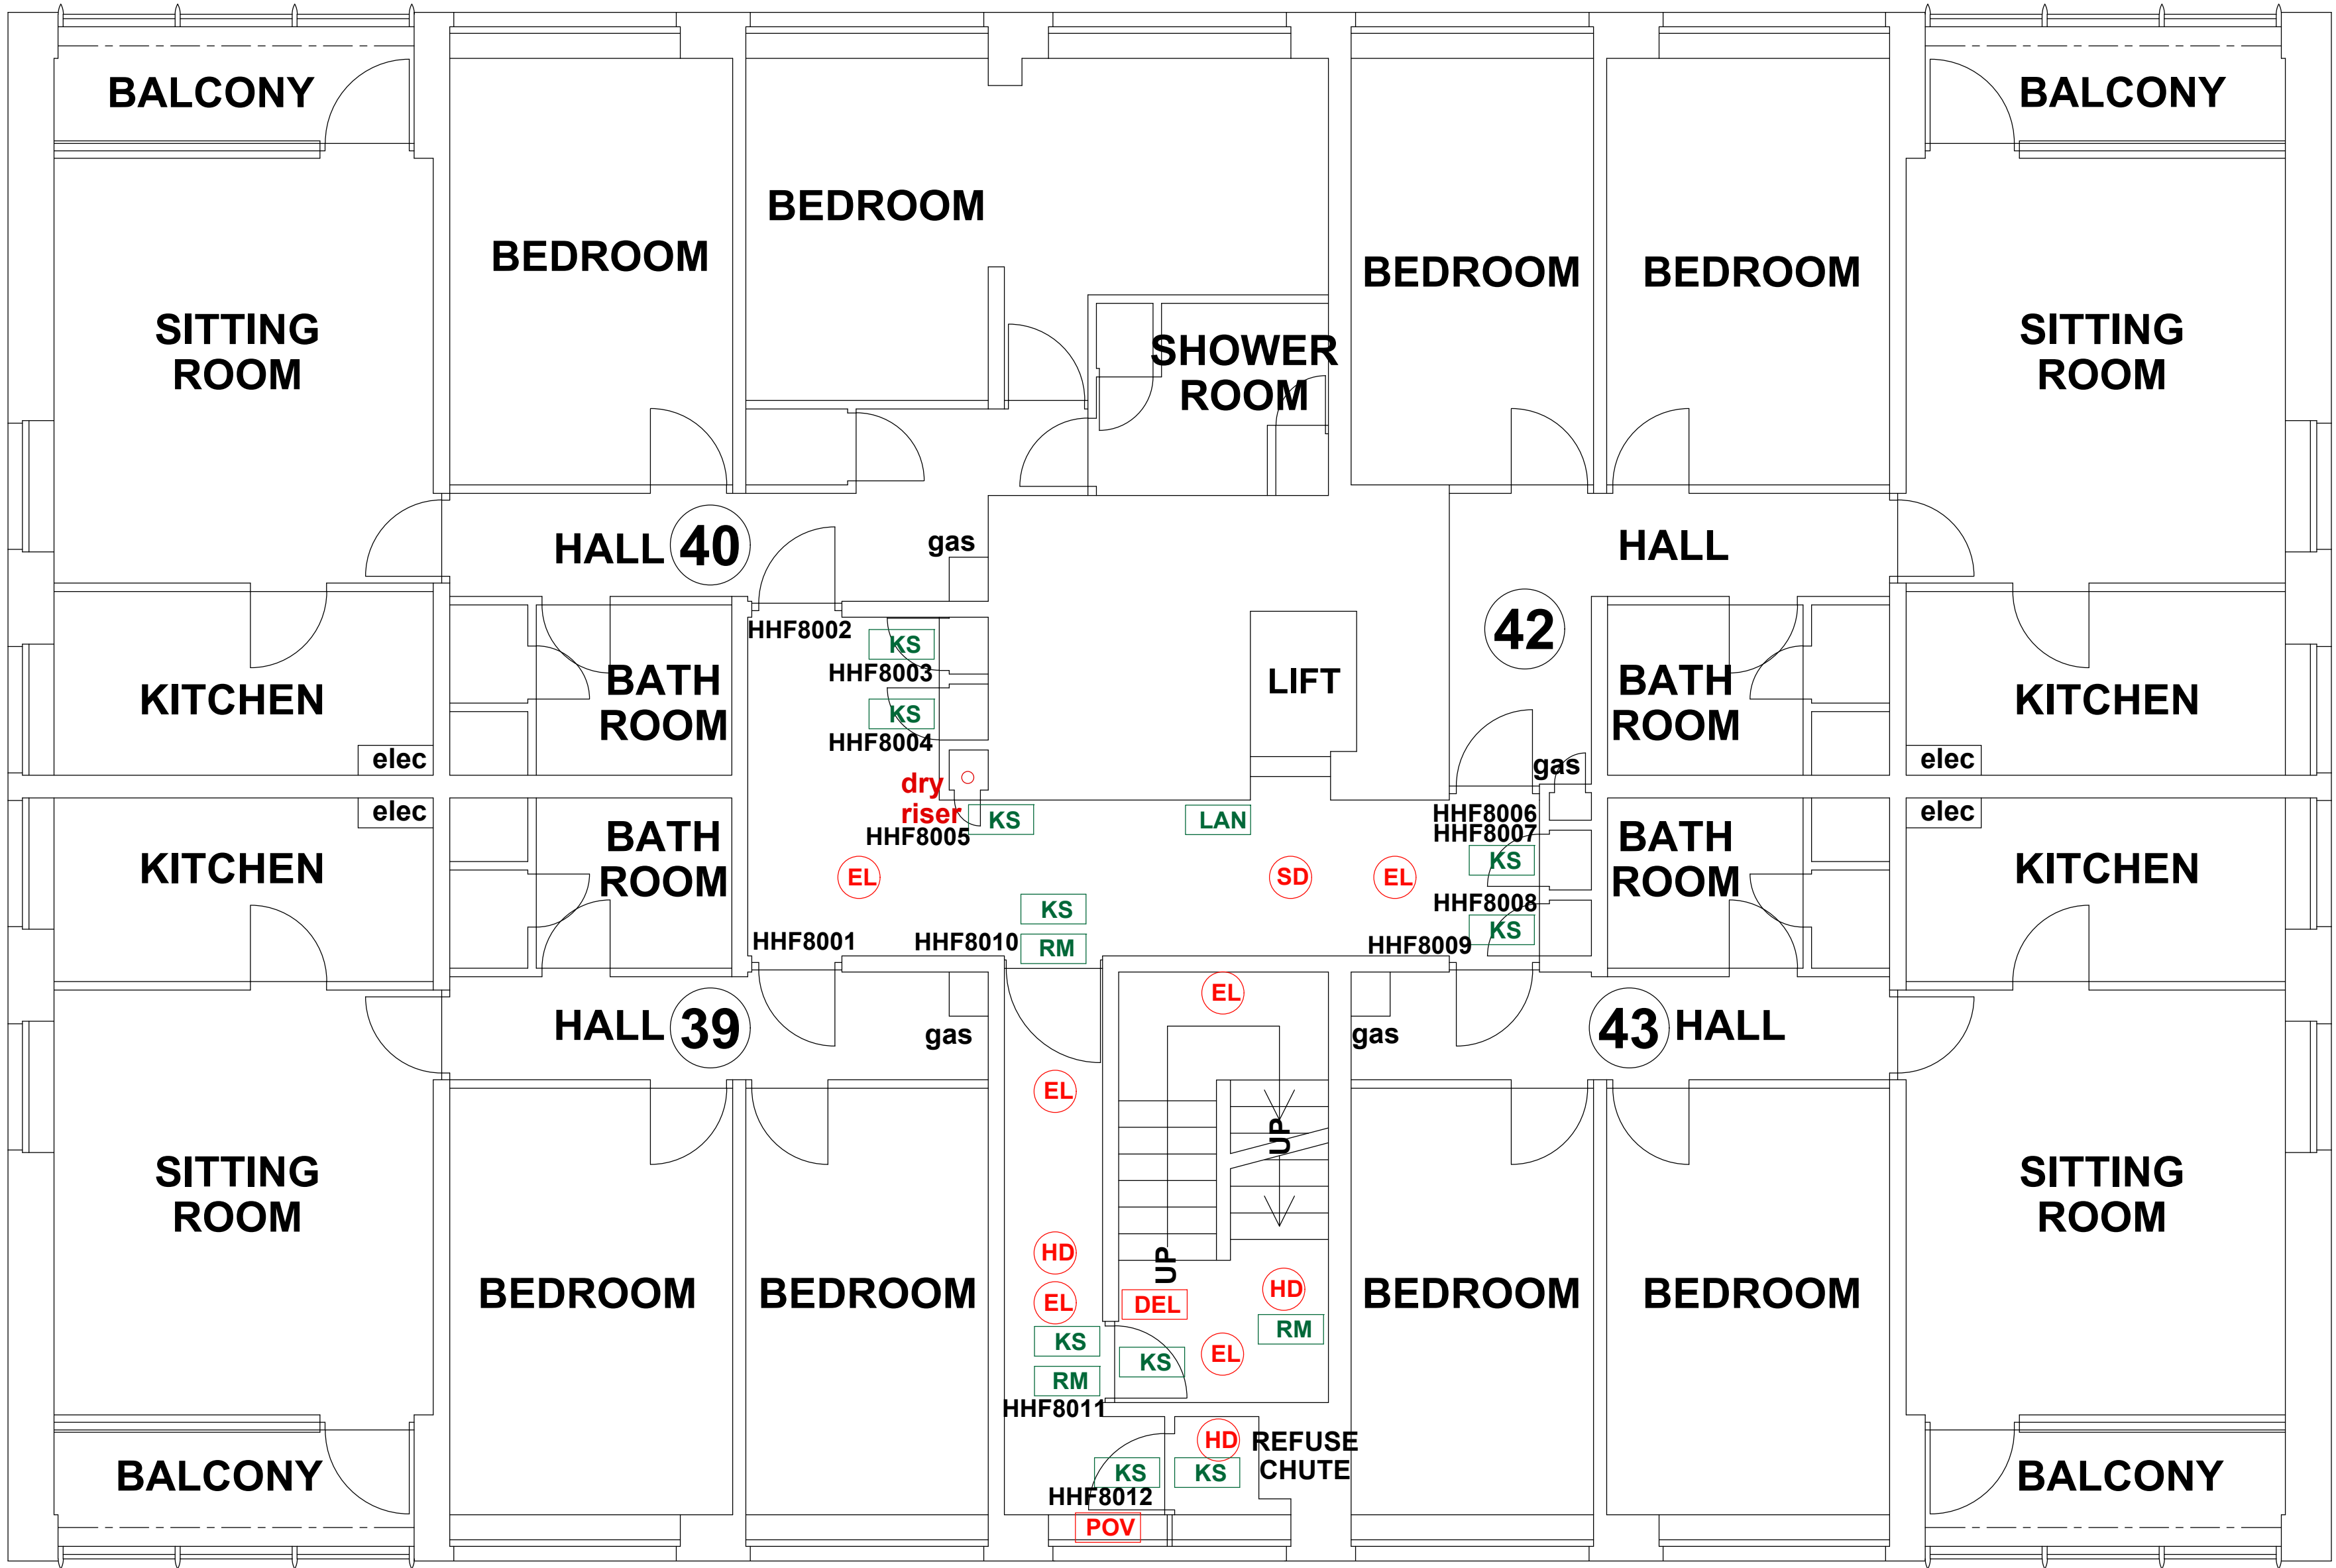 BALCONY
BALCONY
BEDROOM
BEDROOM
BEDROOM
BEDROOM
SITTING
ROOM
SHOWER
ROOM
SITTING
ROOM
HALL
40
gas
HALL
HHF8002
KS
42
HHF8003
KITCHEN
BATH
ROOM
LIFT
BATH
ROOM
KITCHEN
KS
HHF8004
elec
gas
elec
dry
riser
HHF8005
KS
LAN
HHF8006
HHF8007
elec
elec
BATH
ROOM
BATH
ROOM
KITCHEN
EL
SD
EL
KS
KITCHEN
KS
HHF8008
KS
HHF8001
HHF8010
RM
HHF8009
EL
HALL
39
gas
gas
43
HALL
EL
UP
SITTING
ROOM
SITTING
ROOM
HD
UP
BEDROOM
BEDROOM
HD
BEDROOM
BEDROOM
EL
DEL
RM
KS
KS
EL
RM
HHF8011
HD
REFUSE
CHUTE
BALCONY
KS
KS
BALCONY
HHF8012
POV